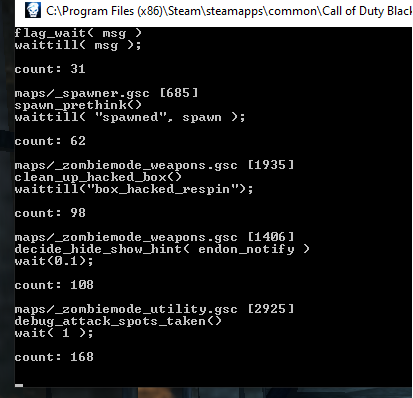 C:\Program Files (x86)\Steam\steamapps\common\Call of Duty Blac
flag_wait( msg )
waittill( msg );
count: 31
maps/_spawner.gsc [685]
spawn_prethink()
waittill( "spawned", spawn );
count: 62
maps/_zombiemode_weapons.gsc [1935]
clean_up_hacked_box()
waittill("box_hacked_respin");
count: 98
maps/_zombiemode_weapons.gsc [1406]
decide_hide_show_hint( endon_notify )
wait(0.1);
count: 108
maps/_zombiemode_utility.gsc [2925]
debug_attack_spots_taken()
wait( 1 );
count: 168